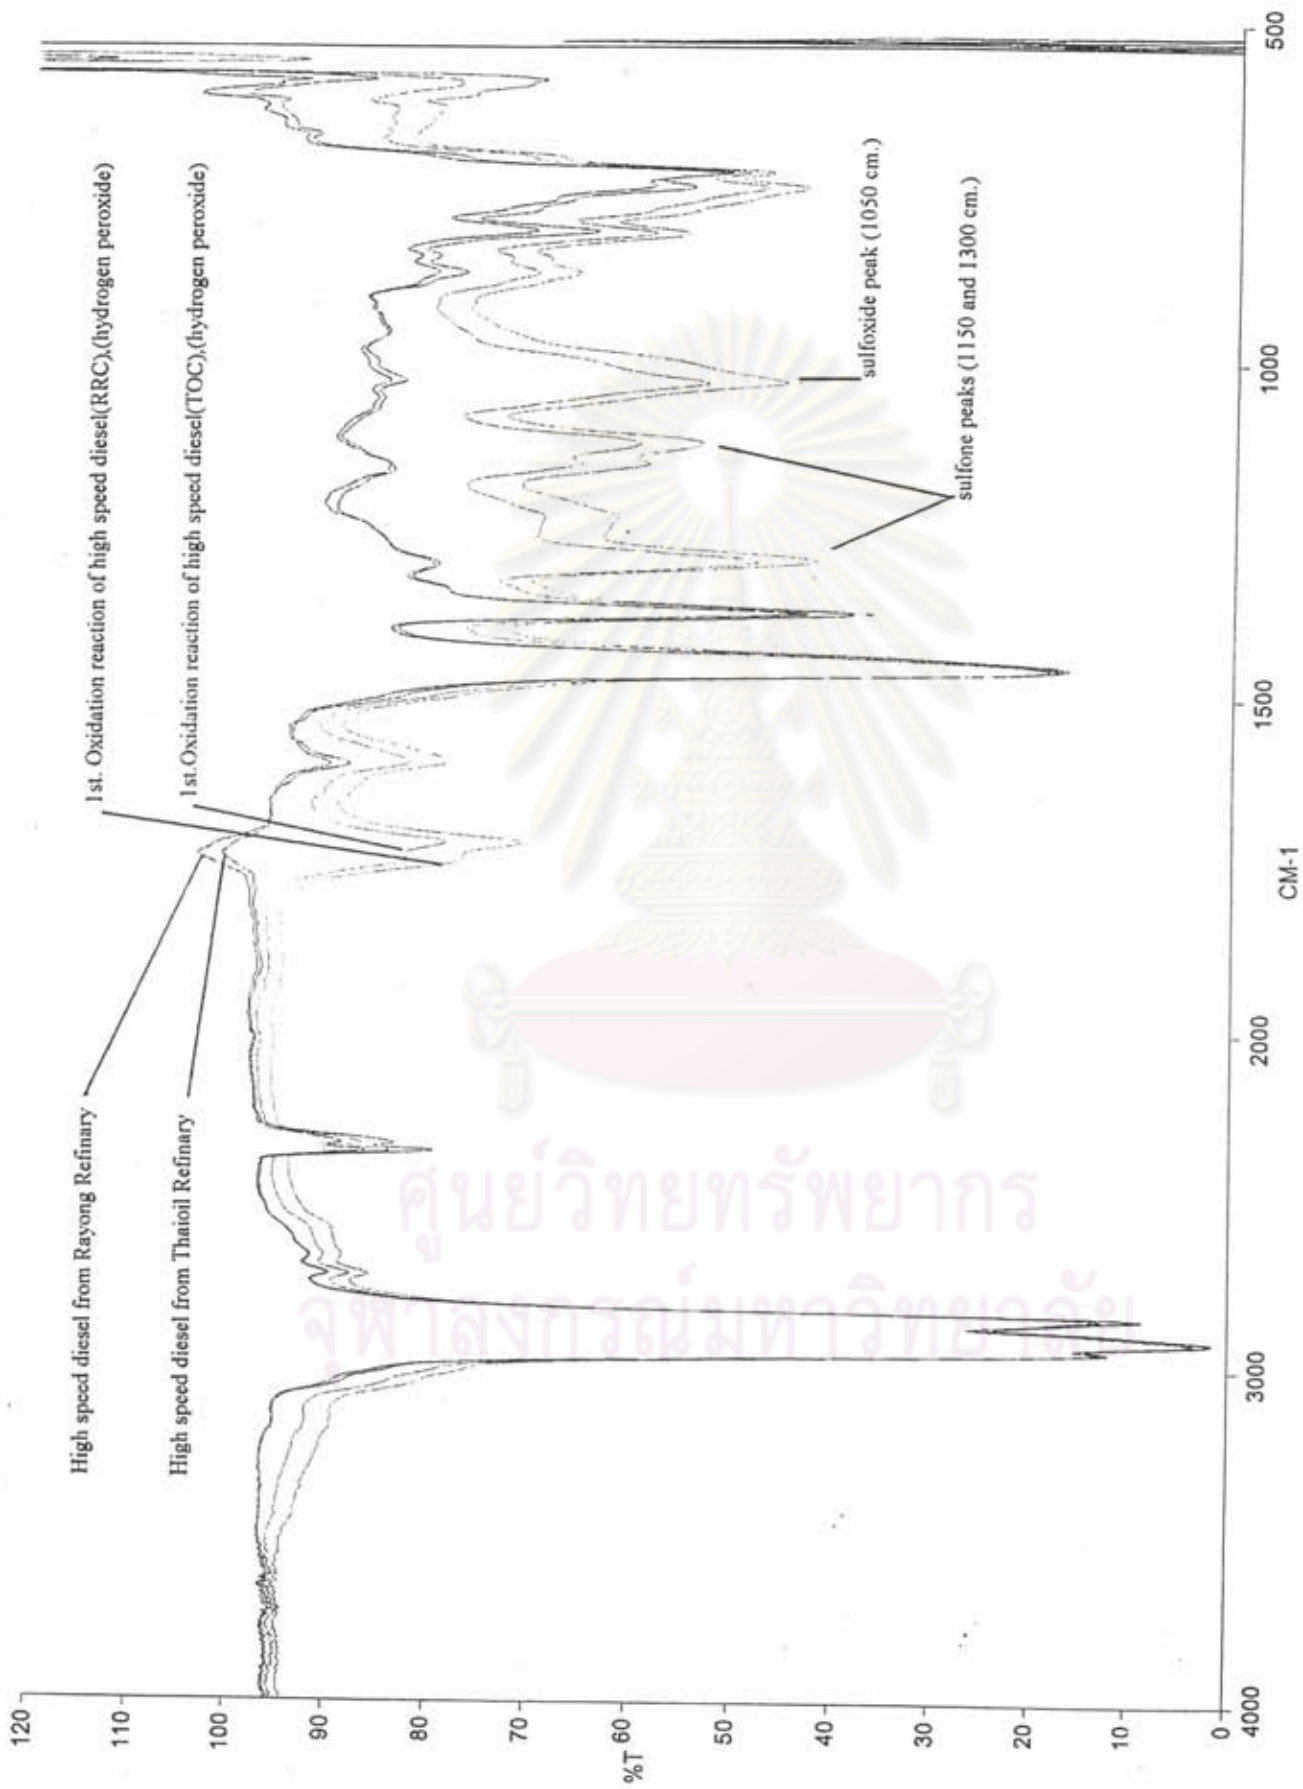 1st. Oxidation reaction of high speed diesel(RRC),(hydrogen peroxide)
1st.Oxidation reaction of high speed diesel(TOC),(hydrogen peroxide)
High speed diesel from Rayong Refinary
High speed diesel from Thaioil Refinary
sulfoxide peak (1050 cm.)
sulfone peaks (1150 and 1300 cm.)
120
110
100
90
80
70
60
50
40
30
20
10
0
%T
4000
3000
2000
1500
1000
500
CM-1
ศูนย์วิทยทรัพยากร
จุฬาลงกรณ์มหาวิทยาลัย